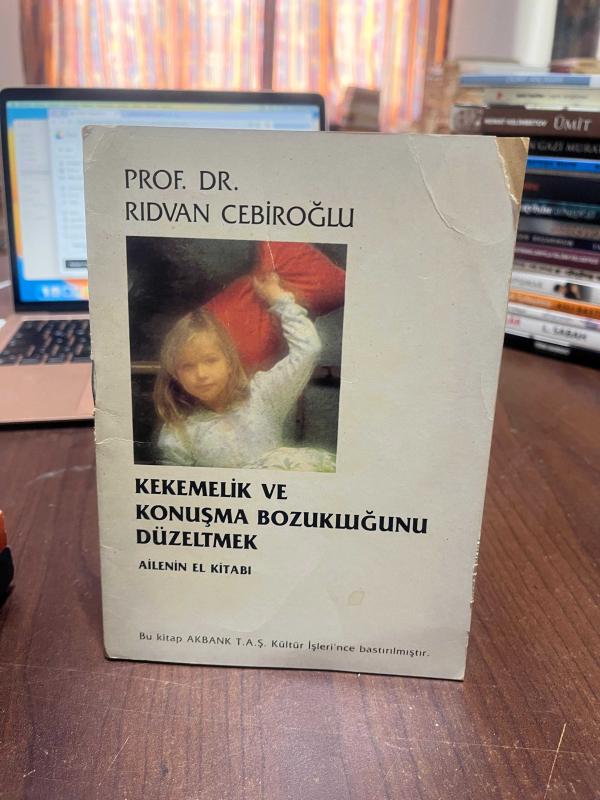 PROF. DR.
RIDVAN CEBİROĞLU
KEKEMELİK VE
KONUŞMA BOZUKLUĞUNU
DÜZELTMEK
AİLENİN EL KİTABI
Bu kitap AKBANK T.A.Ş. Kültür İşleri'nce bastırılmıştır.
ÜMİT